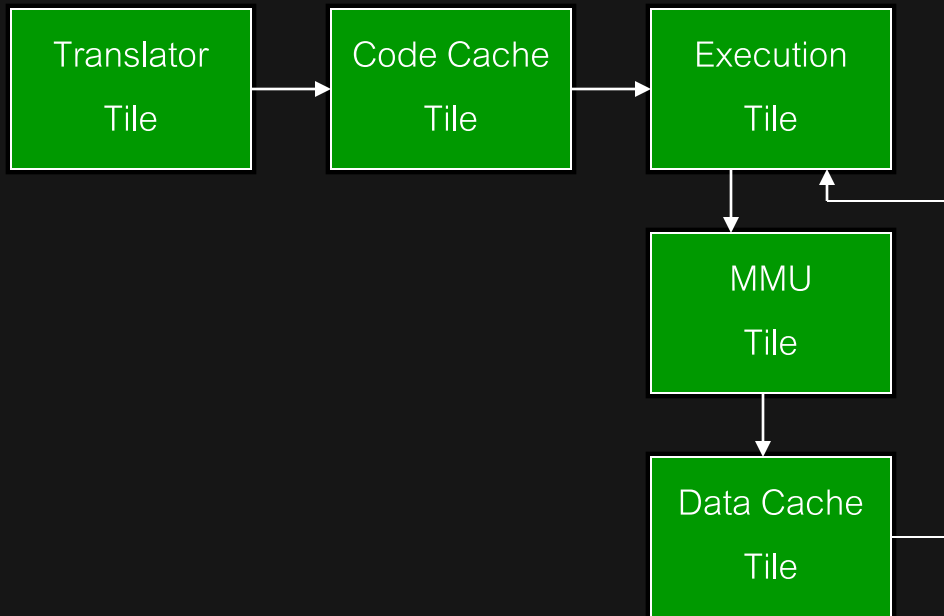 Translator
Tile
Code Cache
Tile
Execution
Tile
MMU
Tile
Data Cache
Tile